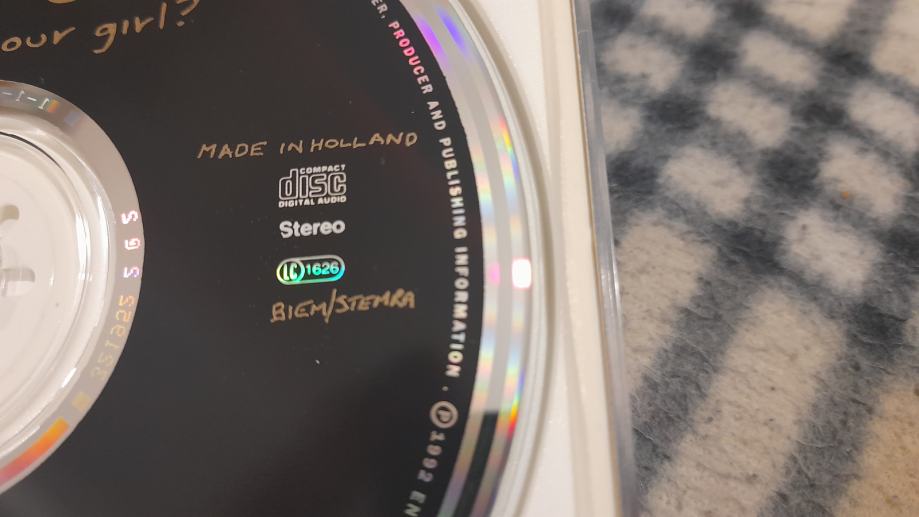 our girl?
MADE IN HOLLAND
COMPACT
disc
DIGITAL AUDIO
Stereo
LC 1626
BIEM/STEMRA
ER, PRODUCER AND PUBLISHING INFORMATION. ℗ 1992 EN